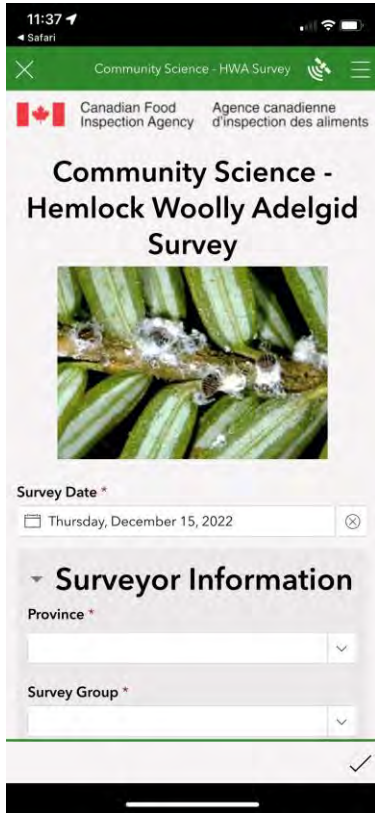 11:37
Safari
Community Science - HWA Survey
Canadian Food Agence canadienne
Inspection Agency d'inspection des aliments
Community Science -
Hemlock Woolly Adelgid
Survey
Survey Date *
Thursday, December 15, 2022
Surveyor Information
Province *
Survey Group *